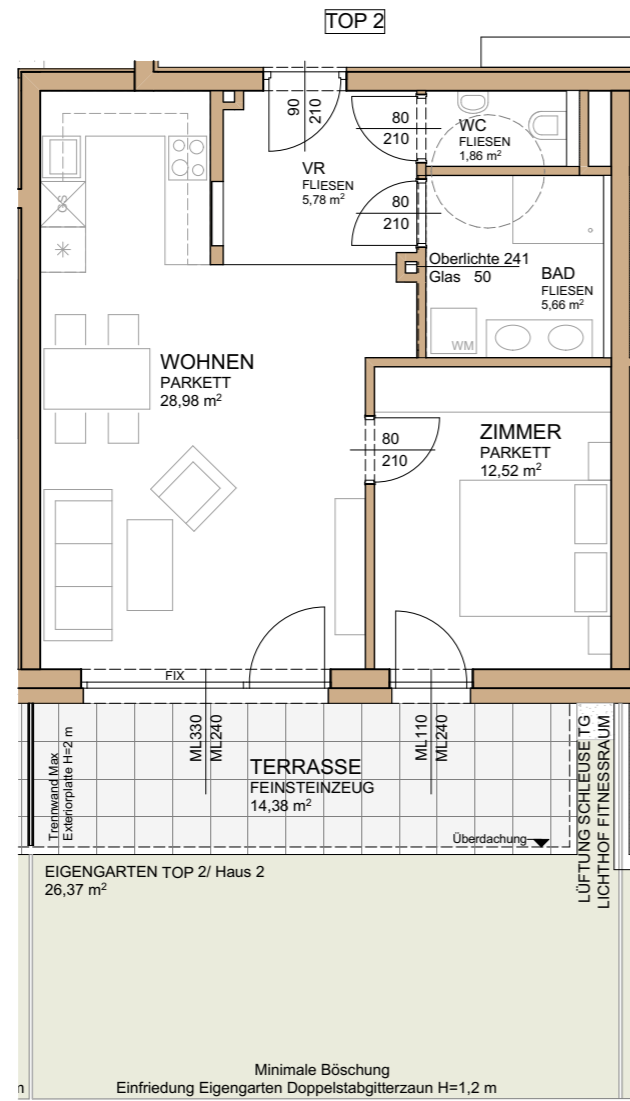 TOP 2
90
210
80
210
WC
FLIESEN
1,86 m²
VR
FLIESEN
5,78 m²
80
210
GS
Oberlichte 241
Glas 50
BAD
FLIESEN
5,66 m²
WM
WOHNEN
PARKETT
28,98 m²
80
210
ZIMMER
PARKETT
12,52 m²
FIX
ML330
ML240
ML110
ML240
Trennwand Max
Exteriorplatte H=2 m
TERRASSE
FEINSTEINZEUG
14,38 m²
Überdachung
LÜFTUNG SCHLEUSE TG
LICHTHOF FITNESSRAUM
EIGENGARTEN TOP 2/ Haus 2
26,37 m²
Minimale Böschung
m
Einfriedung Eigengarten Doppelstabgitterzaun H=1,2 m